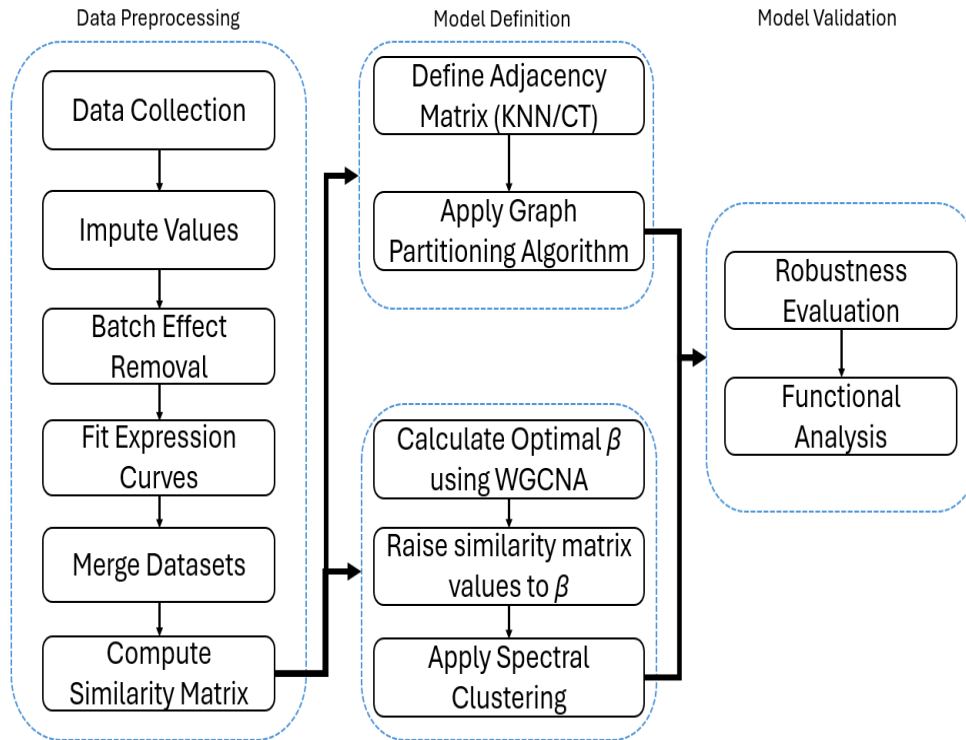 Data Preprocessing
Data Collection
Impute Values
Batch Effect
Removal
Fit Expression
Curves
Merge Datasets
Compute
Similarity Matrix
Model Definition
Define Adjacency
Matrix (KNN/CT)
Apply Graph
Partitioning Algorithm
Calculate Optimal β
using WGCNA
Raise similarity matrix
values to β
Apply Spectral
Clustering
Model Validation
Robustness
Evaluation
Functional
Analysis